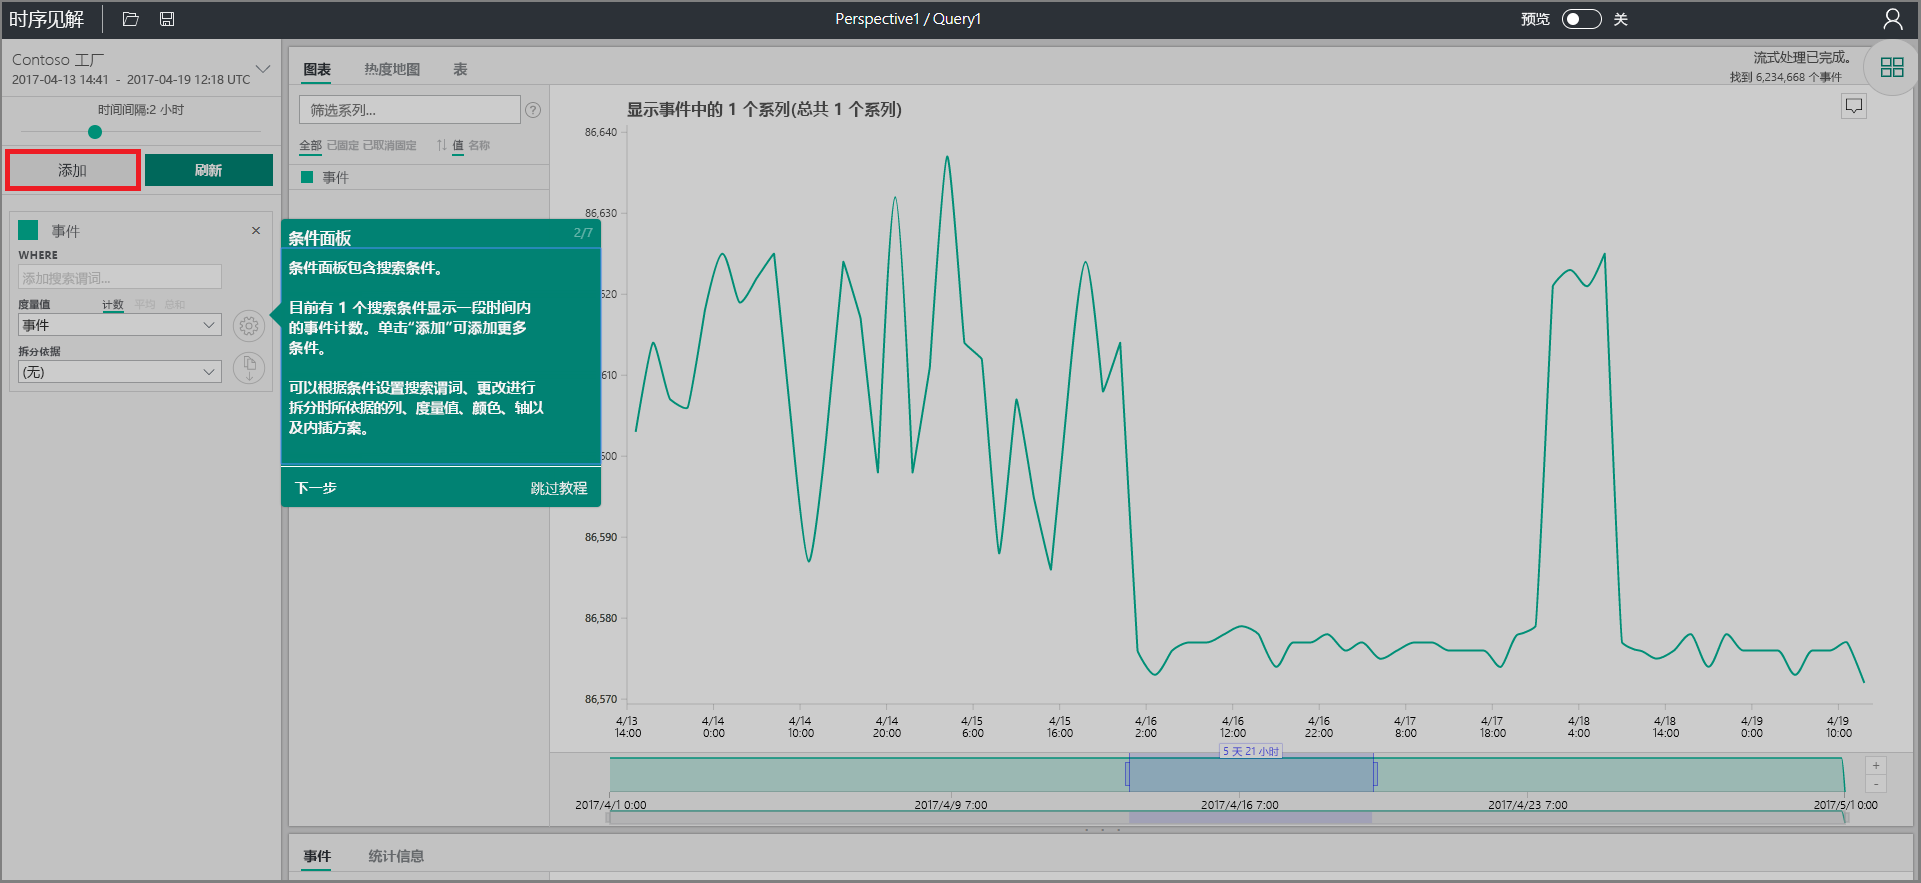 时序见解
Perspective1 / Query1
预览
关
Contoso 工厂
2017-04-13 14:41 - 2017-04-19 12:18 UTC
时间间隔:2 小时
添加
刷新
事件
WHERE
添加搜索谓词...
度量值
计数 平均 总和
事件
拆分依据
(无)
图表
热度地图
表
流式处理已完成。
找到 6,234,668 个事件
筛选系列...
全部 已固定 已取消固定
值 名称
事件
条件面板
2/7
条件面板包含搜索条件。
目前有 1 个搜索条件显示一段时间内
的事件计数。单击“添加”可添加更多
条件。
可以根据条件设置搜索谓词、更改进行
拆分时所依据的列、度量值、颜色、轴以
及内插方案。
下一步
跳过教程
显示事件中的 1 个系列(总共 1 个系列)
86,640
86,630
620
610
600
86,590
86,580
86,570
4/13 14:00
4/14 0:00
4/14 10:00
4/14 20:00
4/15 6:00
4/15 16:00
4/16 2:00
4/16 12:00
4/16 22:00
4/17 8:00
4/17 18:00
4/18 4:00
4/18 14:00
4/19 0:00
4/19 10:00
5 天 21 小时
2017/4/1 0:00
2017/4/9 7:00
2017/4/16 7:00
2017/4/23 7:00
2017/5/1 0:00
事件
统计信息